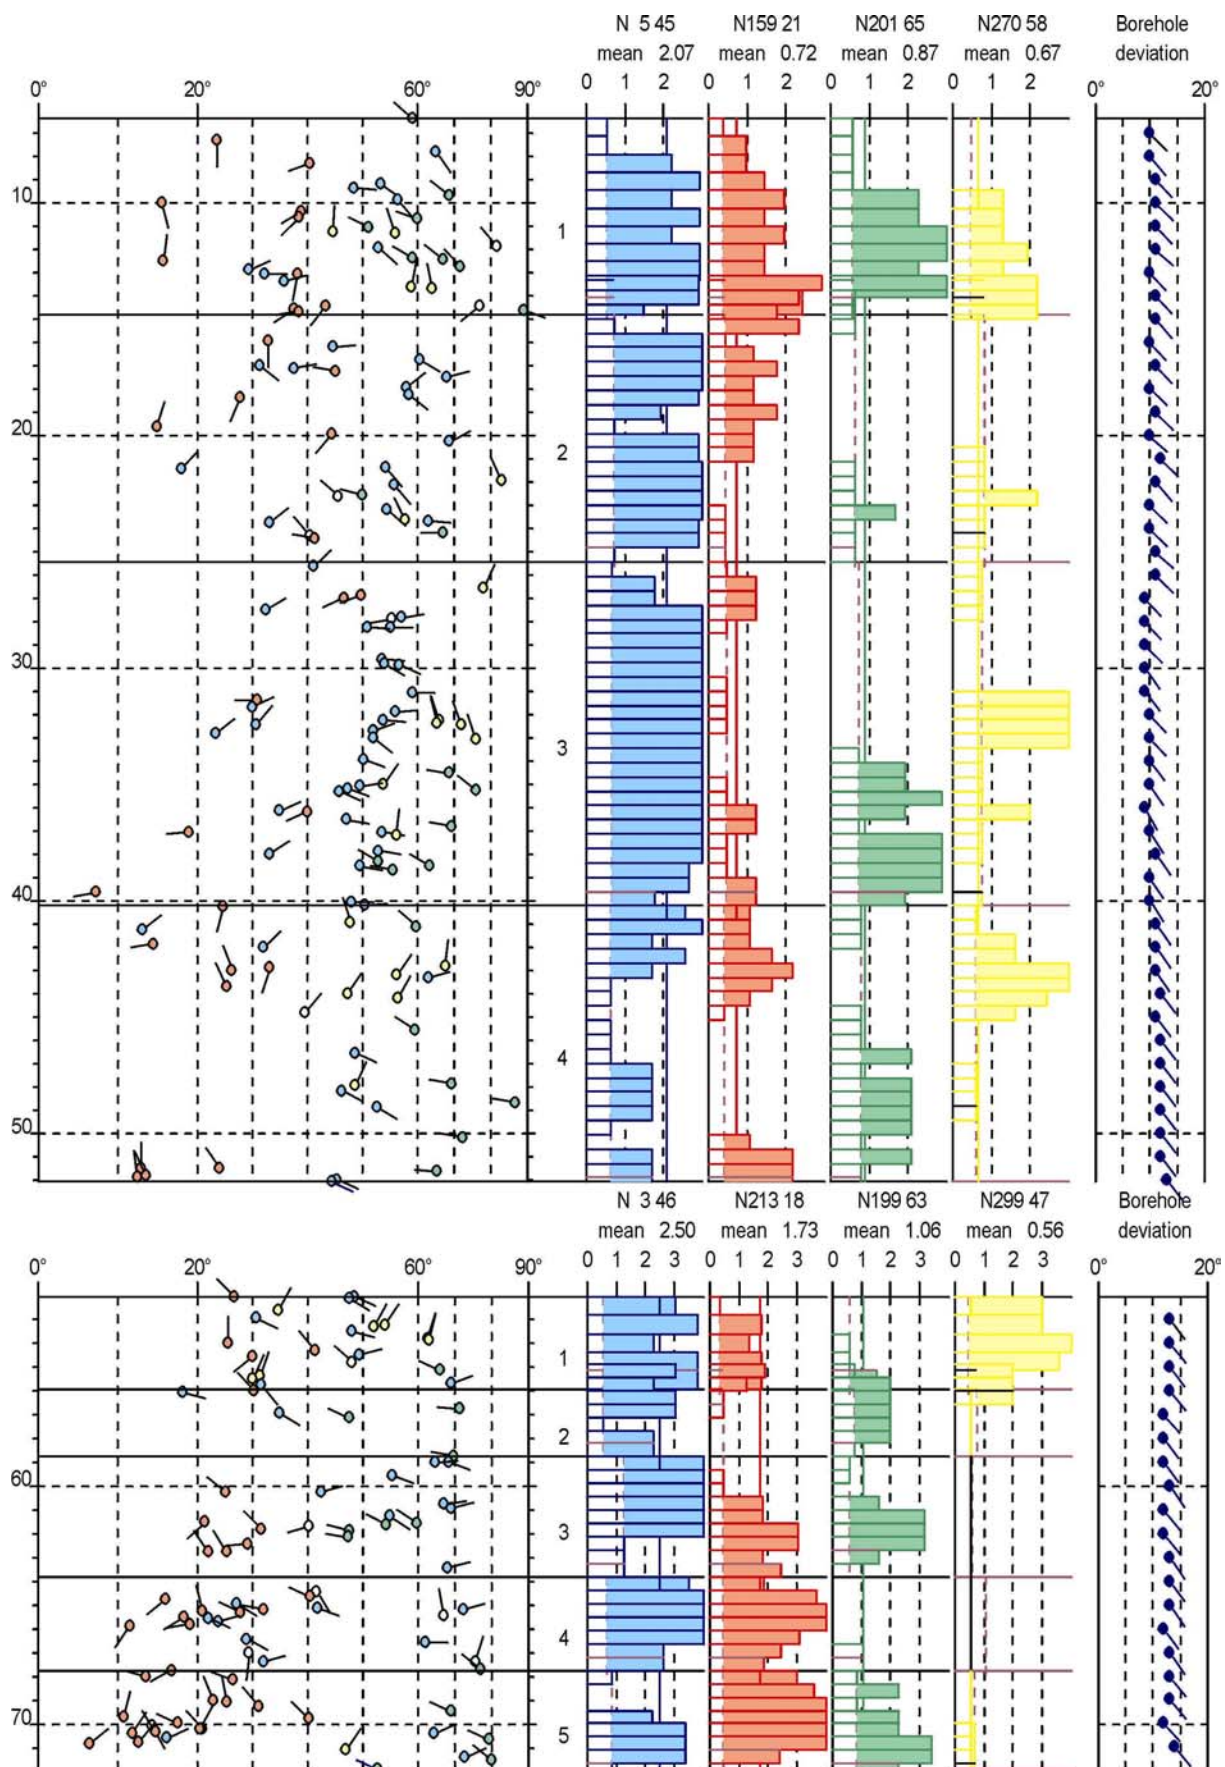 N 5 45 N159 21 N201 65 N270 58 Borehole
mean 2.07 mean 0.72 mean 0.87 mean 0.67 deviation
0° 20° 60° 90° 0 1 2 0 1 2 0 1 2 0 1 2 0° 20°
10
1
20
2
30
3
40
4
50
N 3 46 N213 18 N199 63 N299 47 Borehole
mean 2.50 mean 1.73 mean 1.06 mean 0.56 deviation
0° 20° 60° 90° 0 1 2 3 0 1 2 3 0 1 2 3 0 1 2 3 0° 20°
1
2
60
3
4
70
5